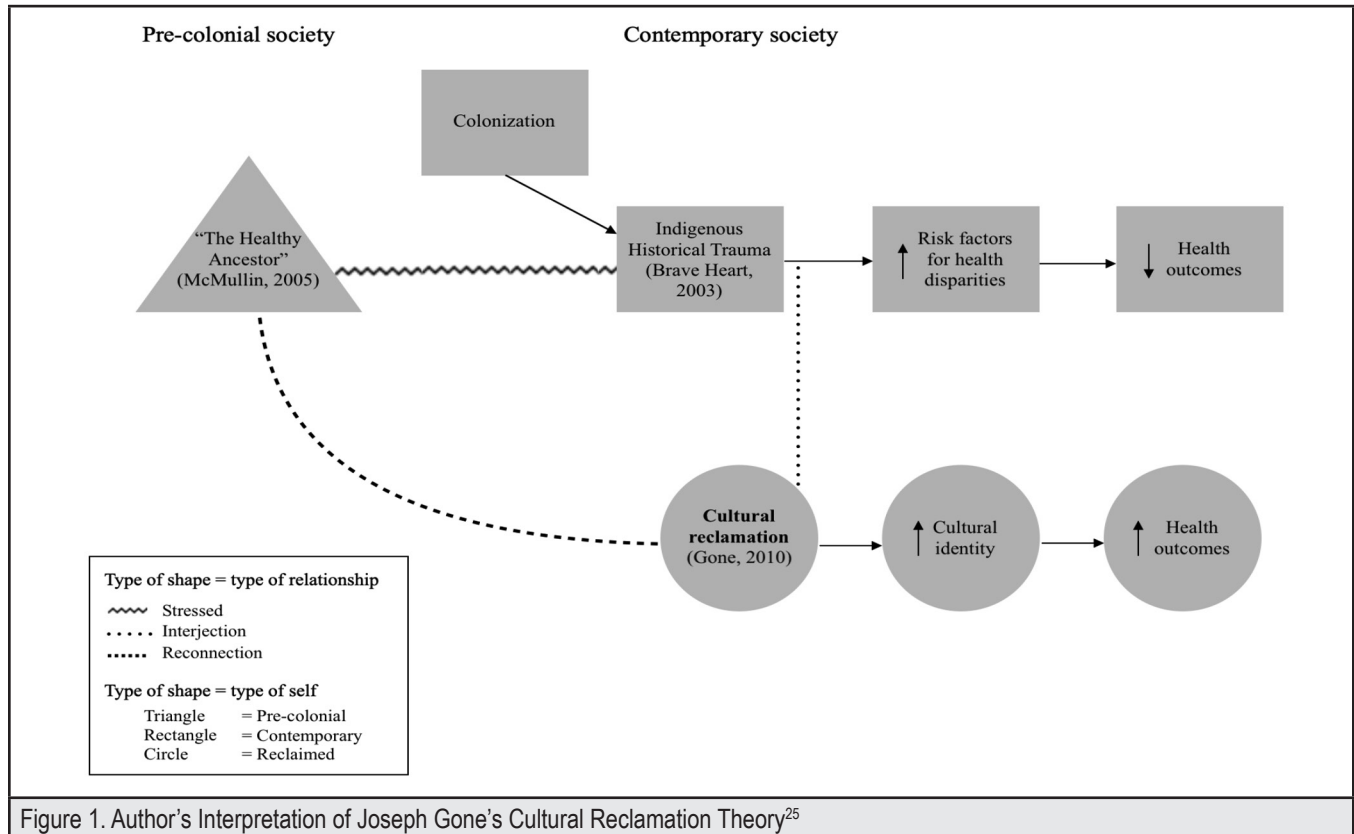 Pre-colonial society
Contemporary society
Colonization
“The Healthy
Ancestor”
(McMullin, 2005)
Indigenous
Historical Trauma
(Brave Heart,
2003)
↑ Risk factors
for health
disparities
↓ Health
outcomes
Cultural
reclamation
(Gone, 2010)
↑ Cultural
identity
↑ Health
outcomes
Type of shape = type of relationship
Stressed
Interjection
Reconnection
Type of shape = type of self
Triangle = Pre-colonial
Rectangle = Contemporary
Circle = Reclaimed
Figure 1. Author’s Interpretation of Joseph Gone’s Cultural Reclamation Theory25